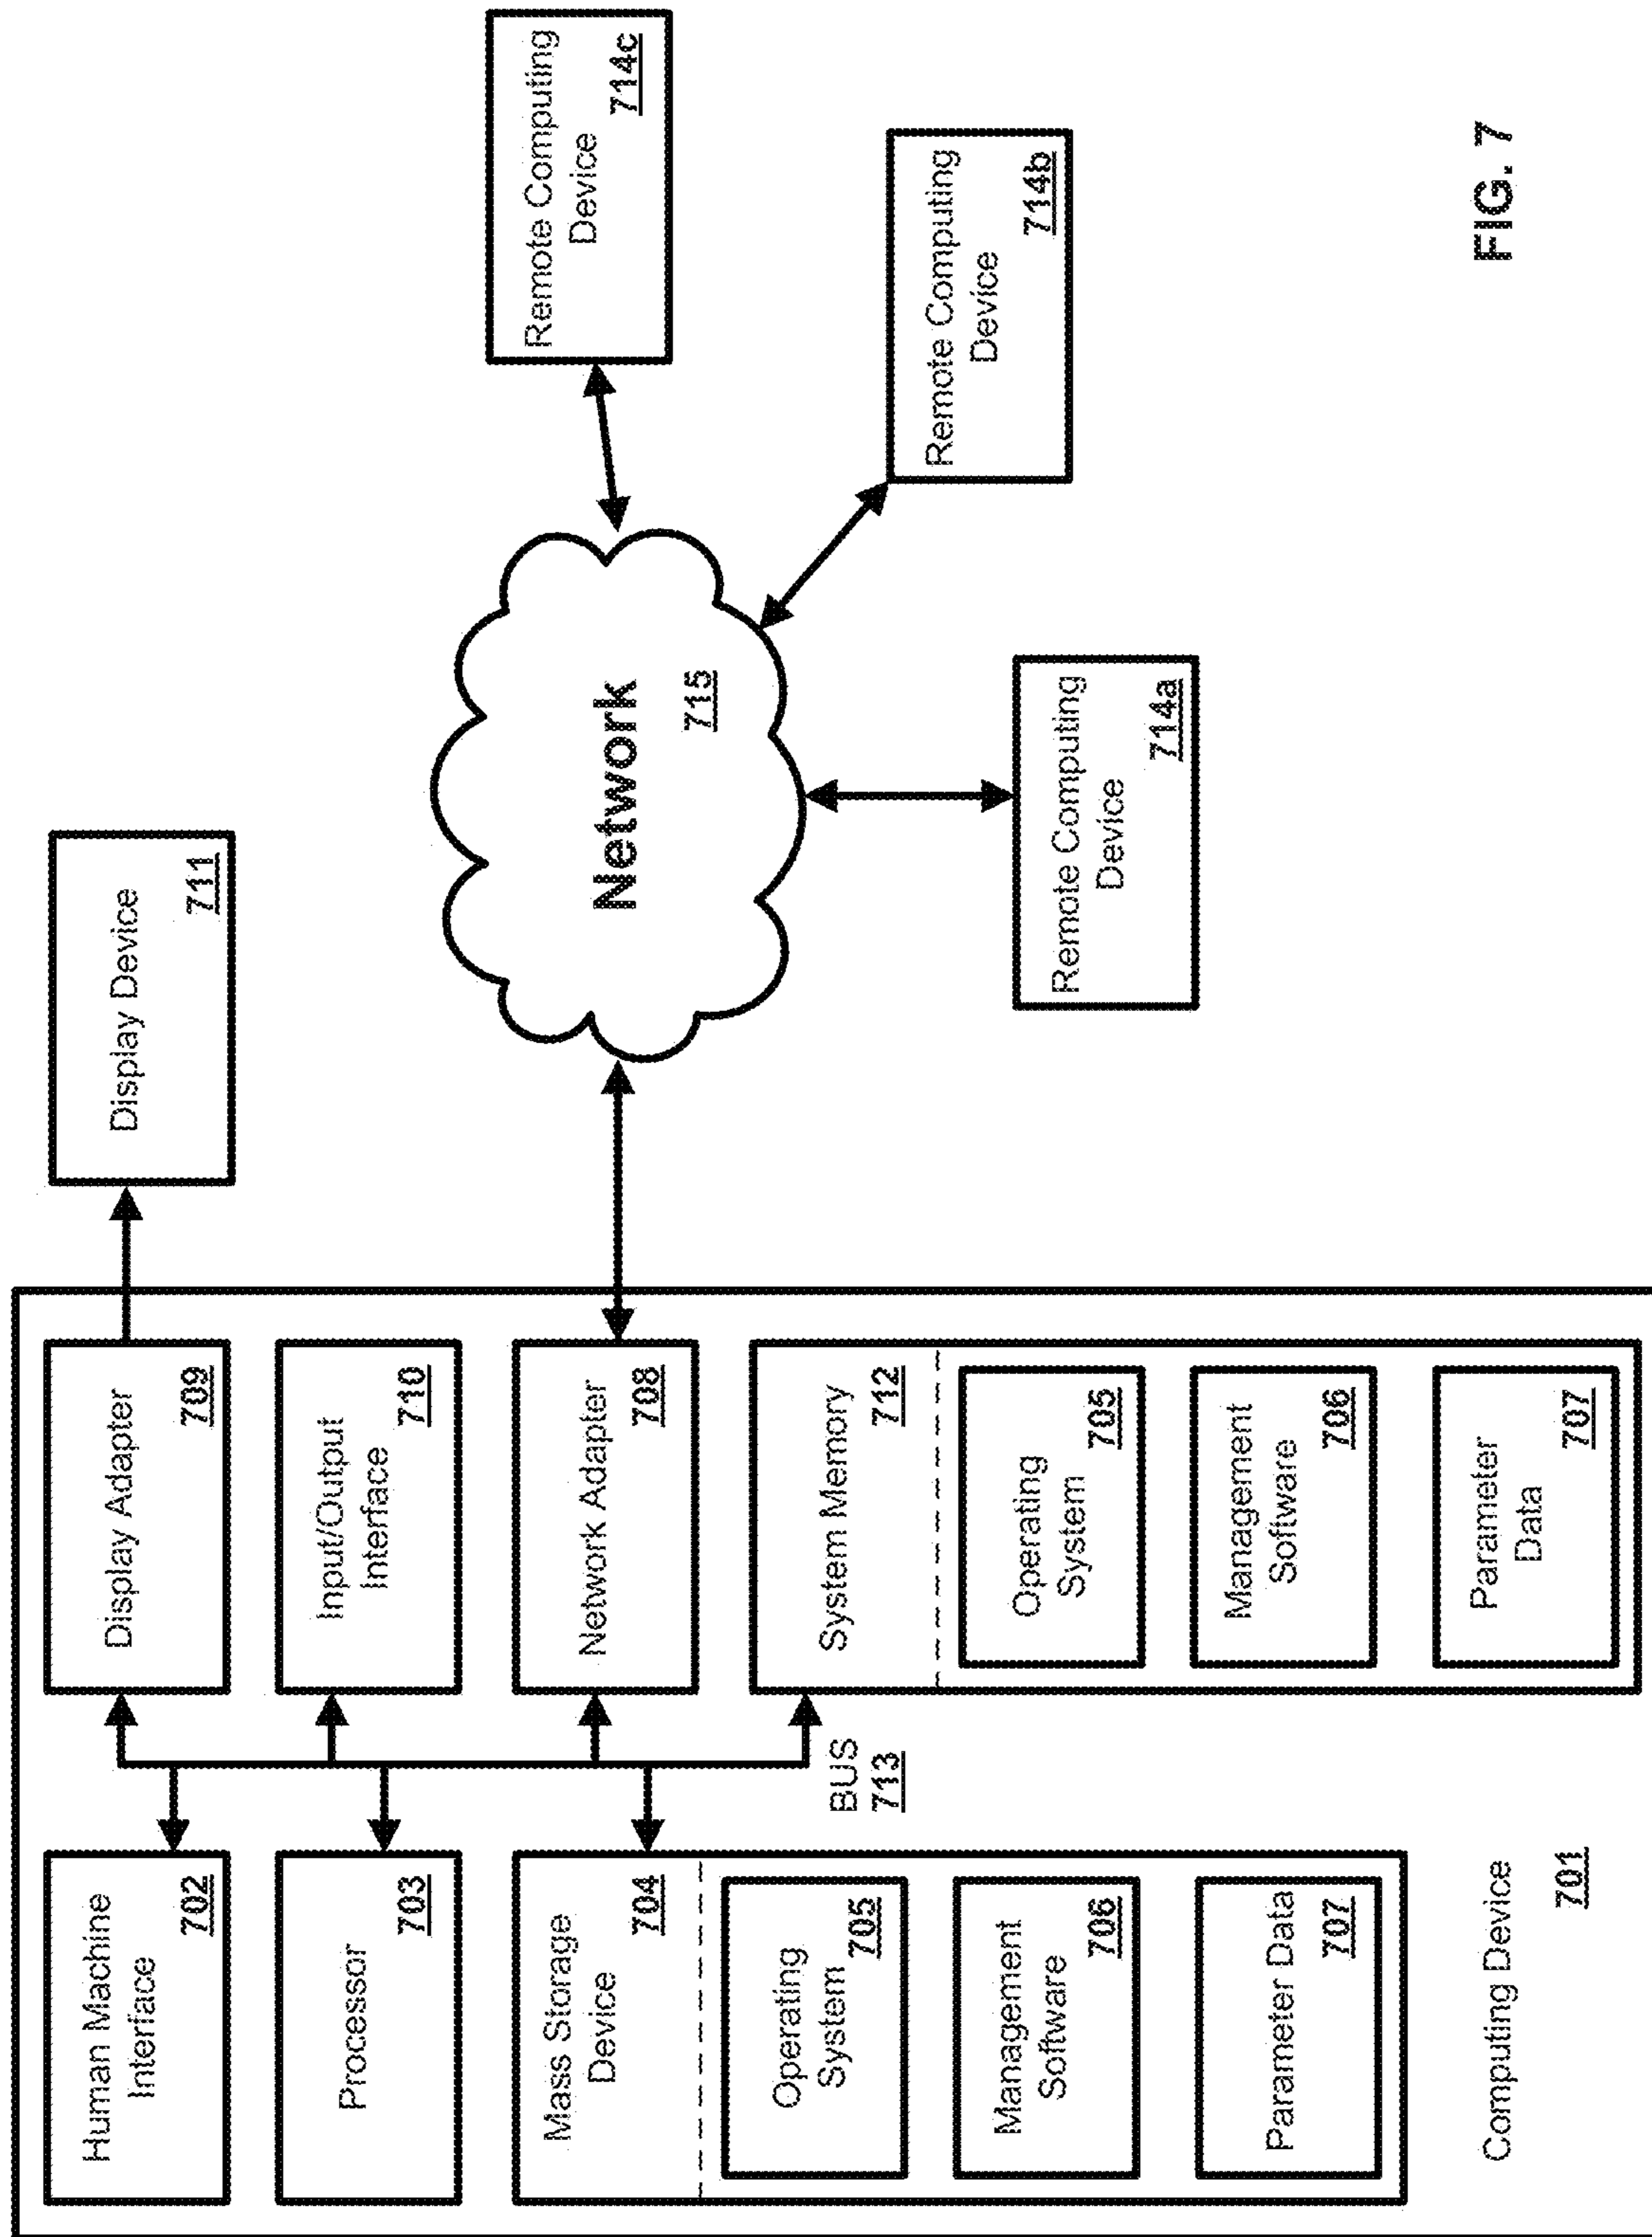 Human Machine
Interface
702
Processor
703
Mass Storage
Device
704
Operating
System
705
Management
Software
706
Parameter Data
707
Computing Device
701
BUS
713
Display Adapter
709
Input/Output
Interface
710
Network Adapter
708
System Memory
712
Operating
System
705
Management
Software
706
Parameter
Data
707
Display Device
711
Network
715
Remote Computing
Device
714a
Remote Computing
Device
714b
Remote Computing
Device
714c
FIG. 7